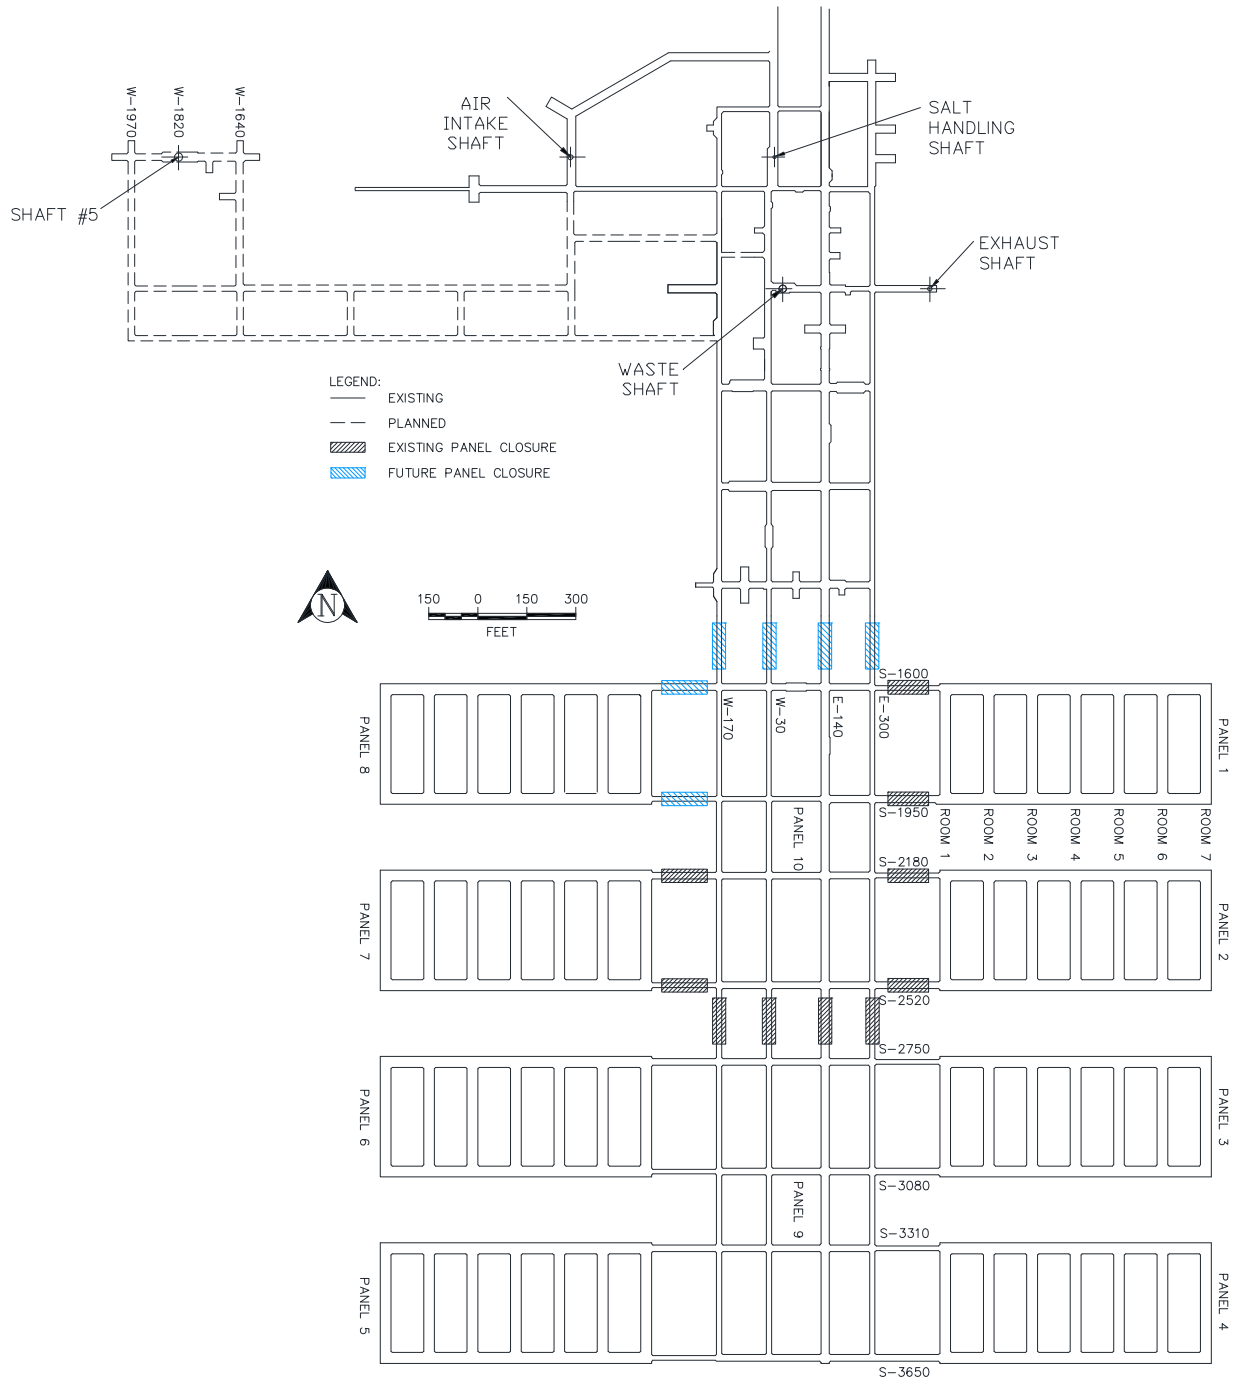 W-1970
W-1820
W-1640
SHAFT #5
AIR
INTAKE
SHAFT
SALT
HANDLING
SHAFT
EXHAUST
SHAFT
WASTE
SHAFT
LEGEND:
EXISTING
PLANNED
EXISTING PANEL CLOSURE
FUTURE PANEL CLOSURE
N
150 0 150 300
FEET
S-1600
W-170
W-30
E-140
E-300
PANEL 8
PANEL 1
S-1950
PANEL 10
ROOM 1
ROOM 2
ROOM 3
ROOM 4
ROOM 5
ROOM 6
ROOM 7
S-2180
PANEL 7
PANEL 2
S-2520
S-2750
PANEL 6
PANEL 3
S-3080
PANEL 9
S-3310
PANEL 5
PANEL 4
S-3650